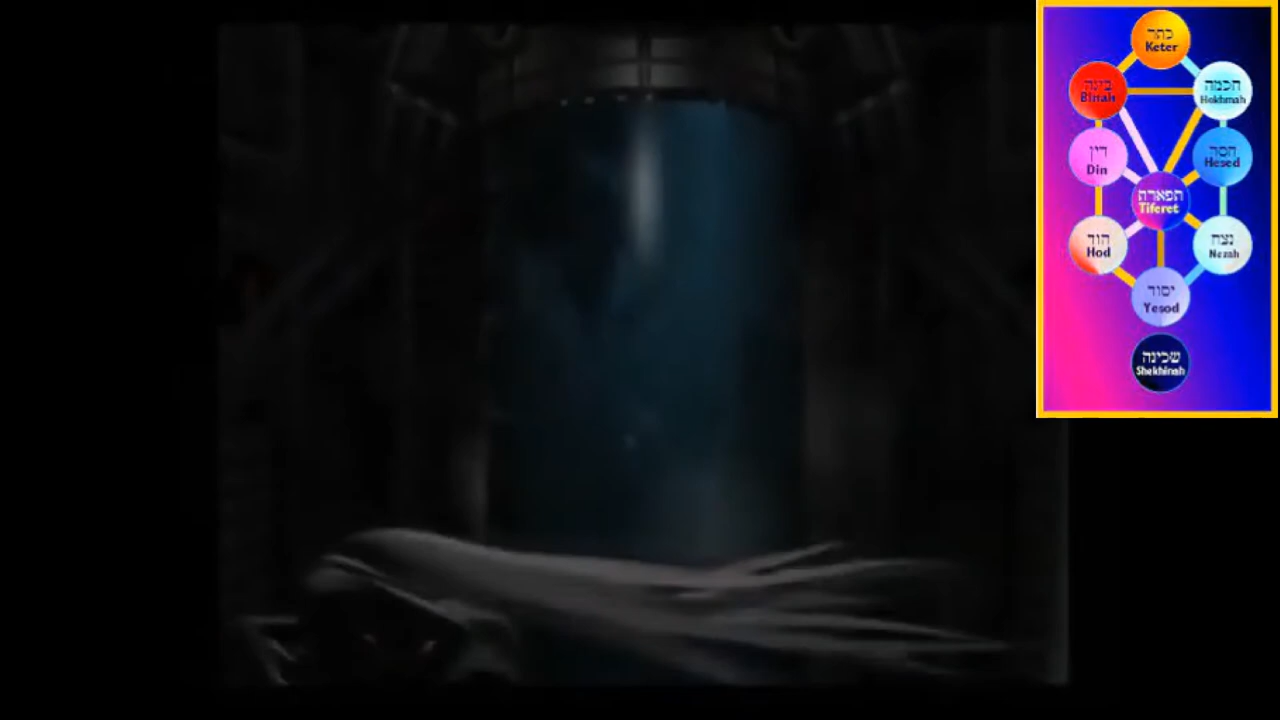 כתר
Keter
בינה
Binah
חכמה
Hokhmah
דין
Din
חסד
Hesed
תפארת
Tiferet
הוד
Hod
נצח
Nezah
יסוד
Yesod
שכינה
Shekhinah